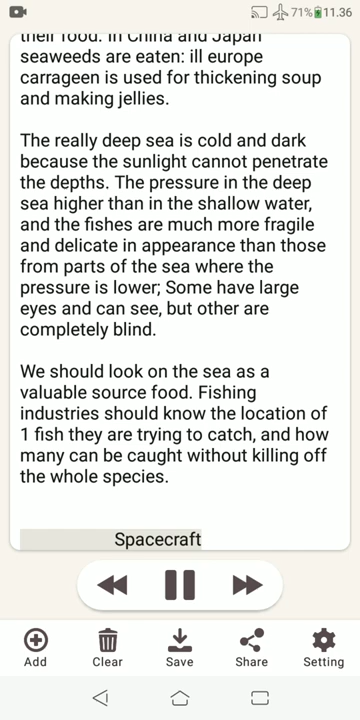 71% 11.36
their food. In China and Japan
seaweeds are eaten: ill europe
carrageen is used for thickening soup
and making jellies.
The really deep sea is cold and dark
because the sunlight cannot penetrate
the depths. The pressure in the deep
sea higher than in the shallow water,
and the fishes are much more fragile
and delicate in appearance than those
from parts of the sea where the
pressure is lower; Some have large
eyes and can see, but other are
completely blind.
We should look on the sea as a
valuable source food. Fishing
industries should know the location of
1 fish they are trying to catch, and how
many can be caught without killing off
the whole species.
Spacecraft
Add Clear Save Share Setting